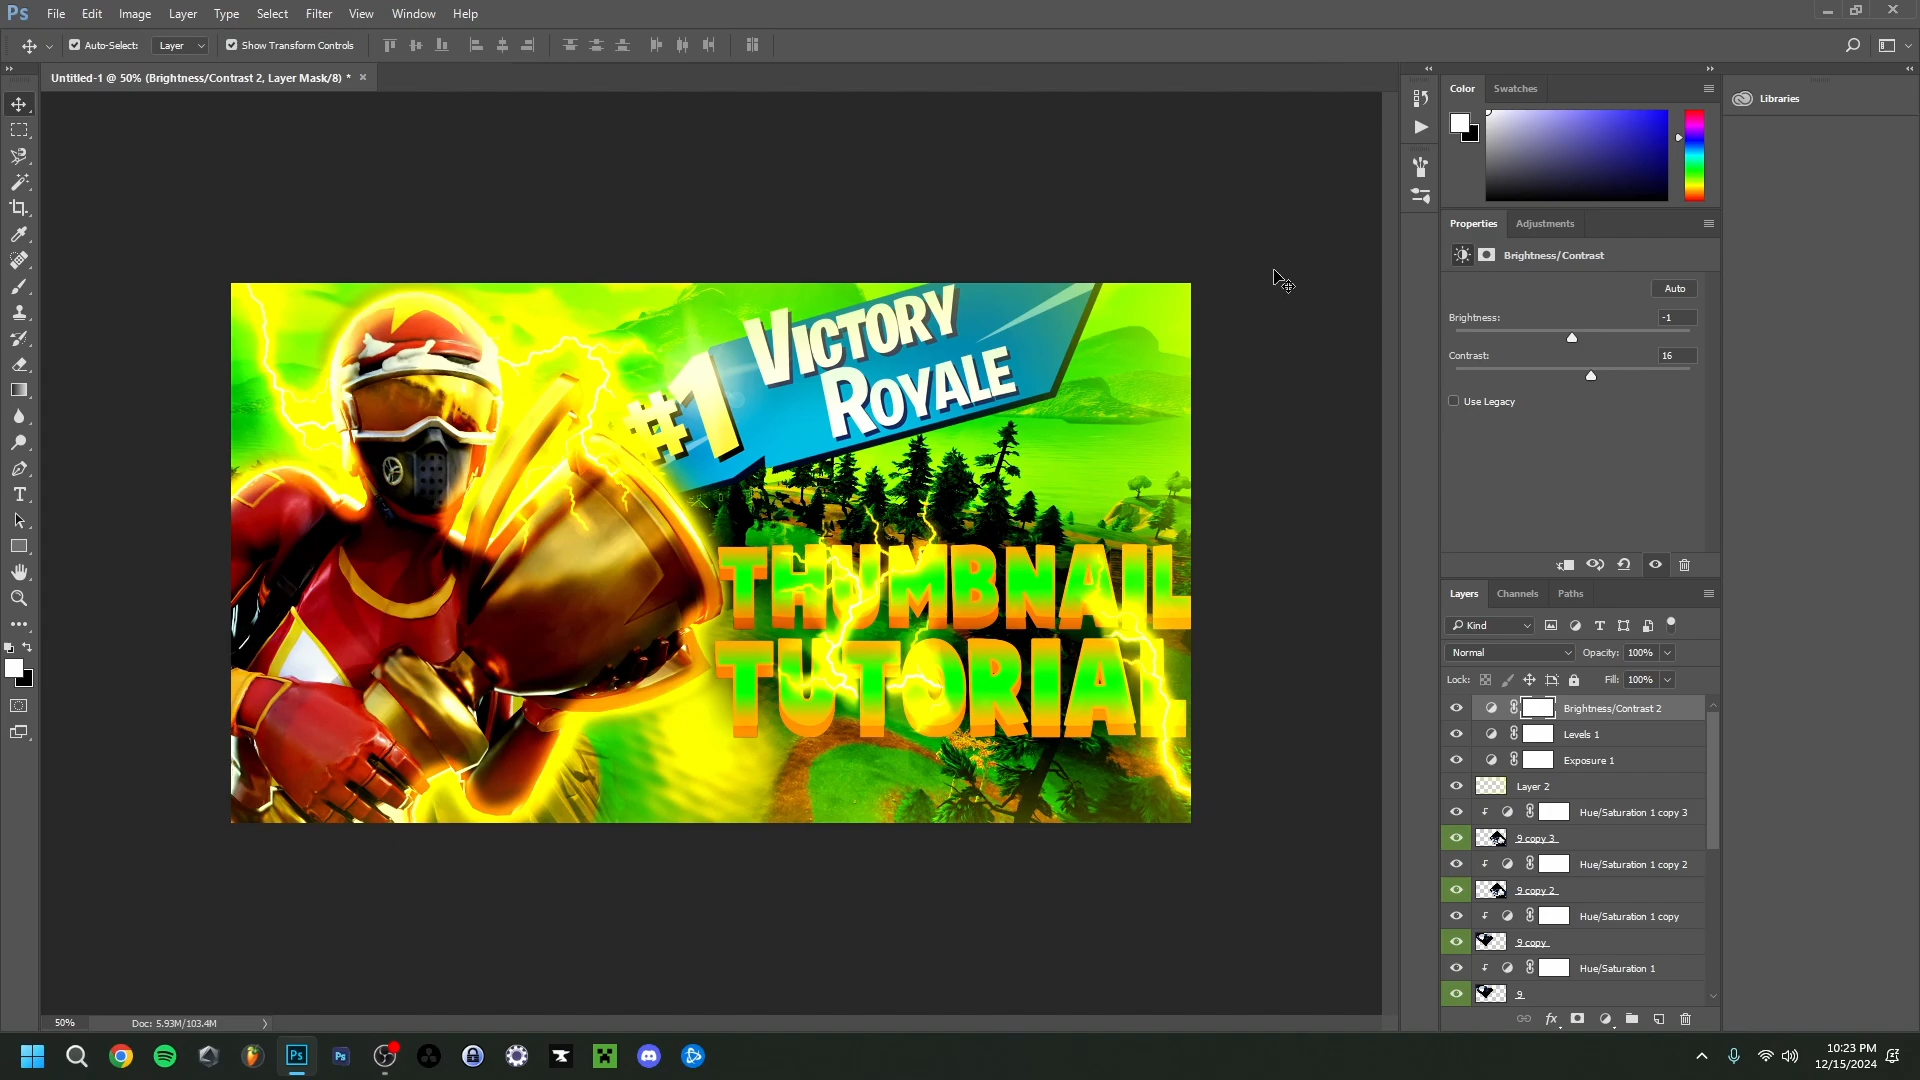 Ps File Edit Image Layer Type Select Filter 3D View Window Help
Auto-Select: Layer Show Transform Controls
Untitled-1 @ 50% (Brightness/Contrast 2, Layer Mask/8) *
Color Swatches
Libraries
Properties Adjustments
Brightness/Contrast
Auto
Brightness: -1
Contrast: 16
Use Legacy
#1 VICTORY
ROYALE
THUMBNAIL
TUTORIAL
Layers Channels Paths
Kind
Normal Opacity: 100%
Lock: Fill: 100%
Brightness/Contrast 2
Levels 1
Exposure 1
Layer 2
Hue/Saturation 1 copy 3
9 copy 3
Hue/Saturation 1 copy 2
9 copy 2
Hue/Saturation 1 copy
9 copy
Hue/Saturation 1
9
fx
50% Doc: 5.93M/103.4M
Ps Ps
10:23 PM
12/15/2024